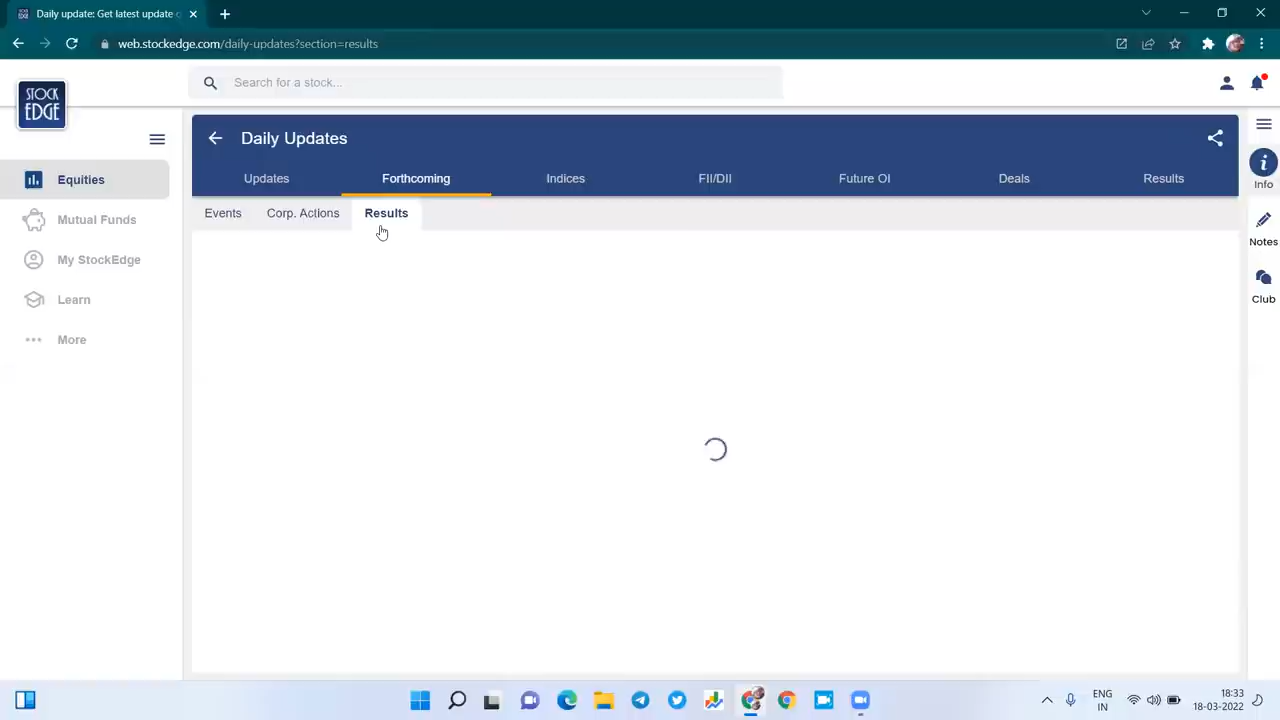 Daily update: Get latest update o
web.stockedge.com/daily-updates?section=results
STOCK
EDGE
Search for a stock...
Daily Updates
Updates
Forthcoming
Indices
FII/DII
Future OI
Deals
Results
Events
Corp. Actions
Results
Equities
Mutual Funds
My StockEdge
Learn
More
Info
Notes
Club
ENG
IN
18:33
18-03-2022